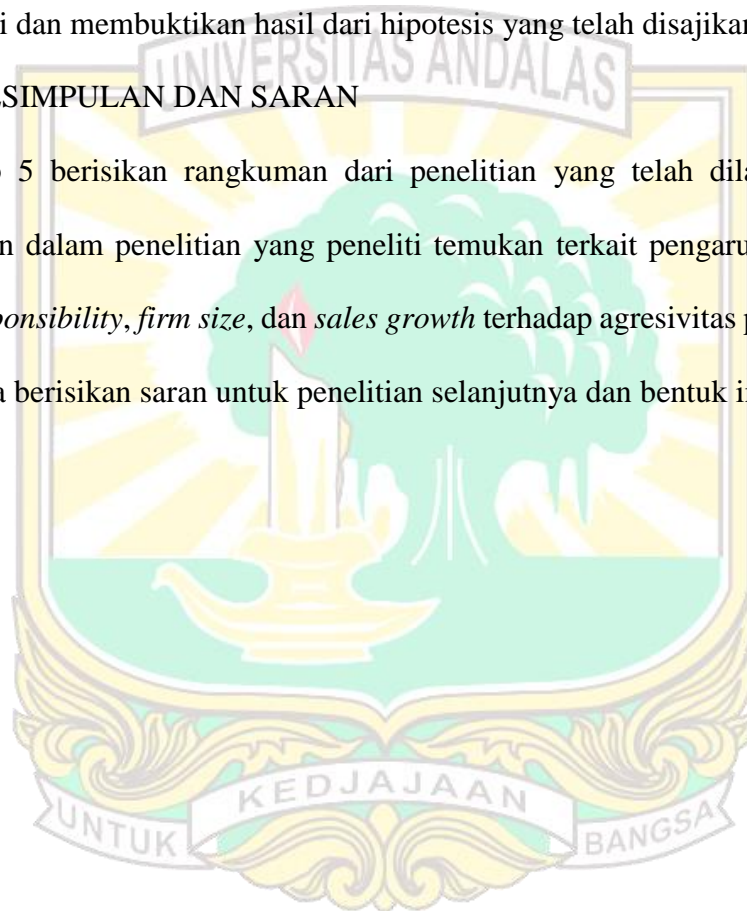 i dan membuktikan hasil dari hipotesis yang telah disajikan
UNIVERSITAS ANDALAS
ESIMPULAN DAN SARAN
5 berisikan rangkuman dari penelitian yang telah dila
n dalam penelitian yang peneliti temukan terkait pengaru
ponsibility, firm size, dan sales growth terhadap agresivitas p
a berisikan saran untuk penelitian selanjutnya dan bentuk i
UNTUK KEDJAJAAN BANGSA